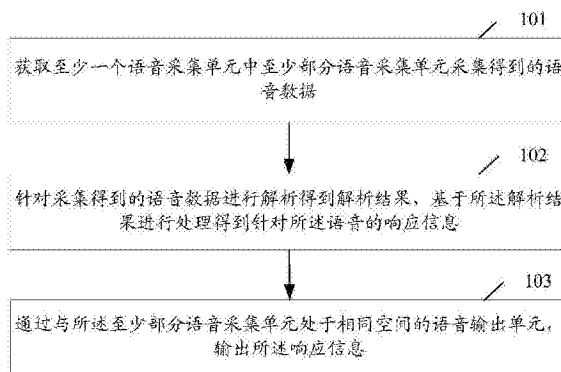 101
获取至少一个语音采集单元中至少部分语音采集单元采集得到的语
音数据
102
针对采集得到的语音数据进行解析得到解析结果、基于所述解析结
果进行处理得到针对所述语音的响应信息
103
通过与所述至少部分语音采集单元处于相同空间的语音输出单元,
输出所述响应信息